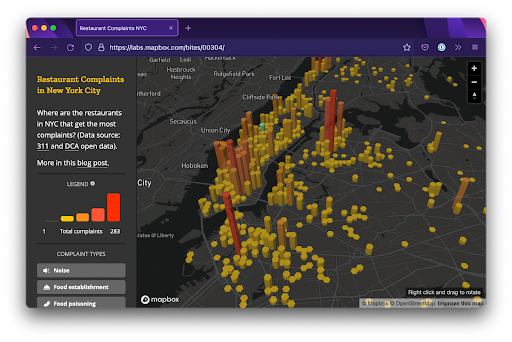 Restaurant Complaints NYC
https://labs.mapbox.com/bites/00304/
Restaurant Complaints
in New York City
Where are the restaurants
in NYC that get the most
complaints? (Data source:
311 and DCA open data).
More in this blog post.
LEGEND
1 Total complaints 283
COMPLAINT TYPES
Noise
Food establishment
Food poisoning
Garfield
Lodi
Hackensack
Hasbrouck
Heights
Ridgefield Park
Fort Lee
Cliffside Park
Secaucus
Union City
Hoboken
City
Statue of Liberty
mapbox
Right click and drag to rotate
© Mapbox © OpenStreetMap Improve this map